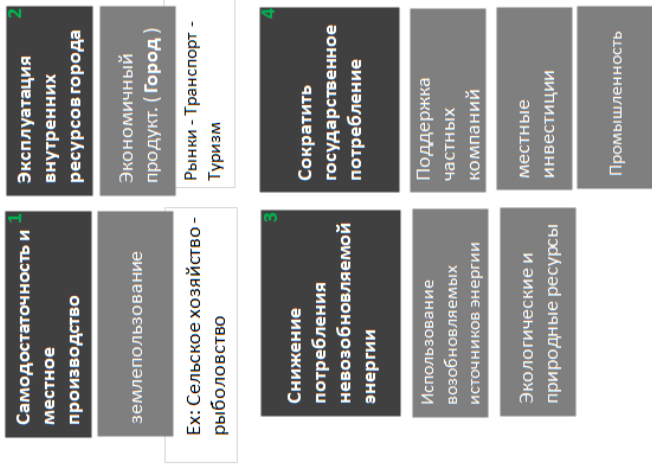 1
Самодостаточность и
местное
производство
землепользование
Ex: Сельское хозяйство -
рыболовство
2
Эксплуатация
внутренних
ресурсов города
Экономичный
продукт. ( Город )
Рынки - Транспорт -
Туризм
3
Снижение
потребления
невозобновляемой
энергии
Использование
возобновляемых
источников энергии
Экологические и
природные ресурсы
4
Сократить
государственное
потребление
Поддержка
частных
компаний
местные
инвестиции
Промышленность